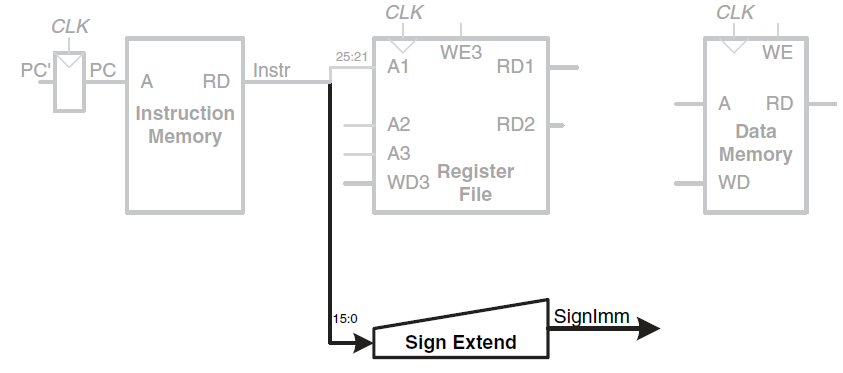 CLK
CLK
CLK
PC'
PC
A
RD
Instruction
Memory
Instr
25:21
A1
WE3
RD1
A2
RD2
A3
WD3
Register
File
WE
A
RD
Data
Memory
WD
15:0
Sign Extend
SignImm